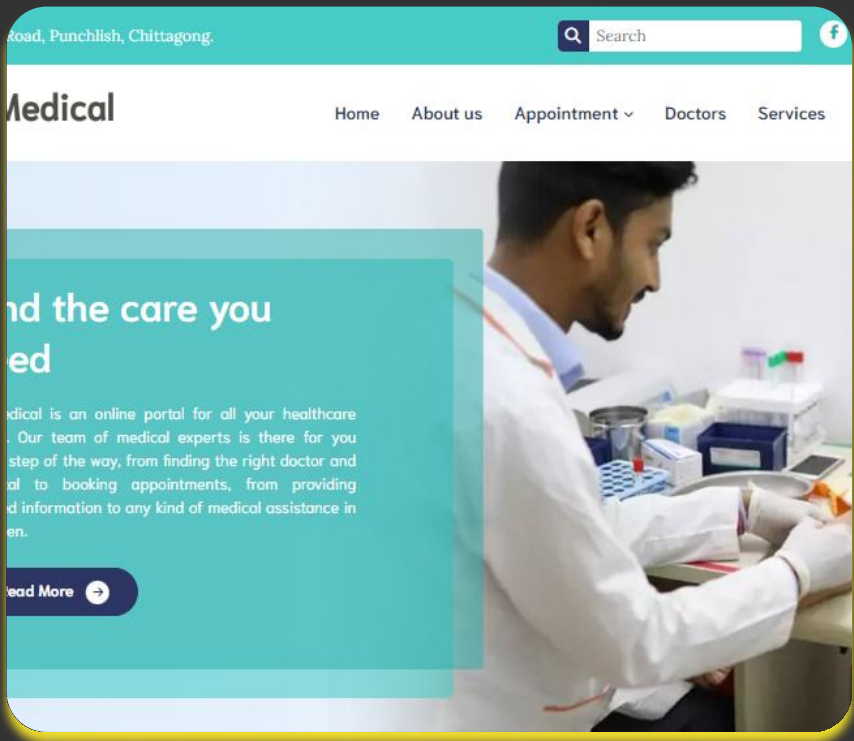 Road, Punchlish, Chittagong.
Search
Medical
Home About us Appointment Doctors Services
nd the care you
ed
edical is an online portal for all your healthcare
. Our team of medical experts is there for you
step of the way, from finding the right doctor and
al to booking appointments, from providing
d information to any kind of medical assistance in
en.
Read More